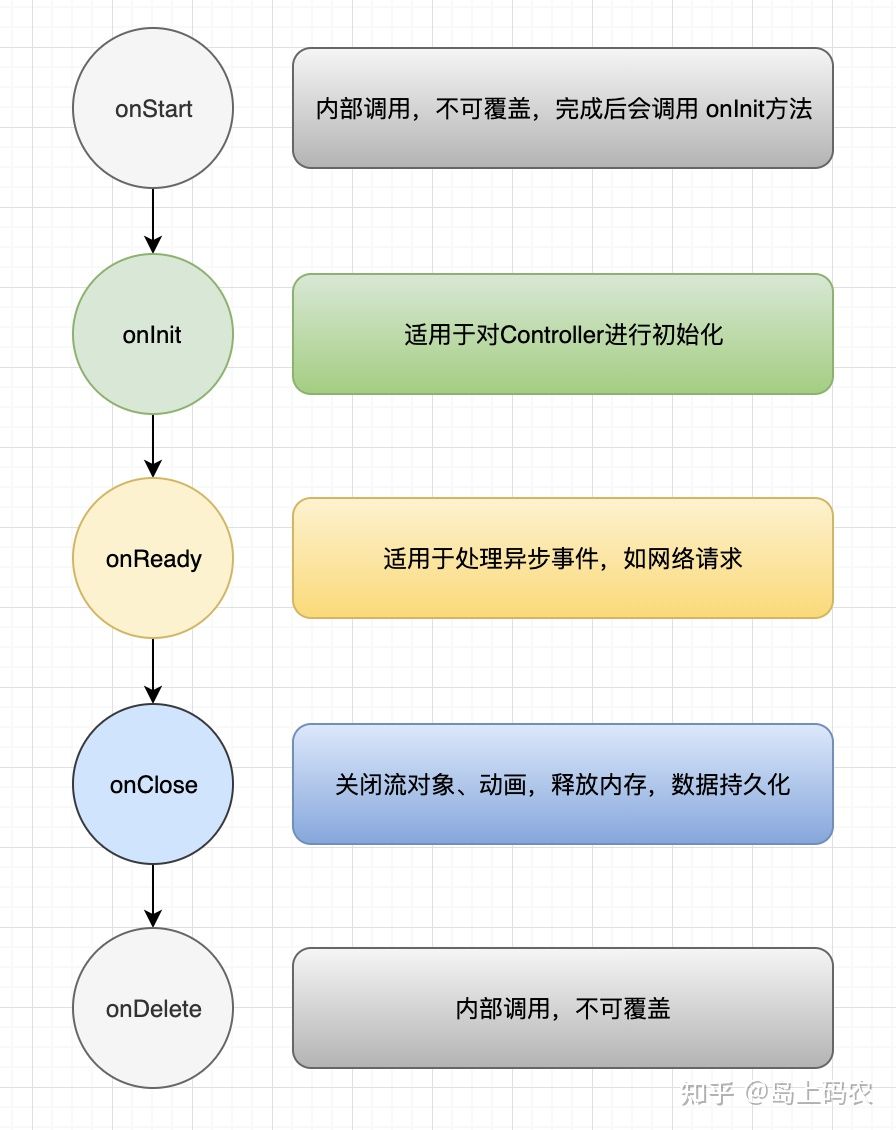 onStart
内部调用，不可覆盖，完成后会调用 onInit方法
onInit
适用于对Controller进行初始化
onReady
适用于处理异步事件，如网络请求
onClose
关闭流对象、动画，释放内存，数据持久化
onDelete
内部调用，不可覆盖
知乎 @岛上码农